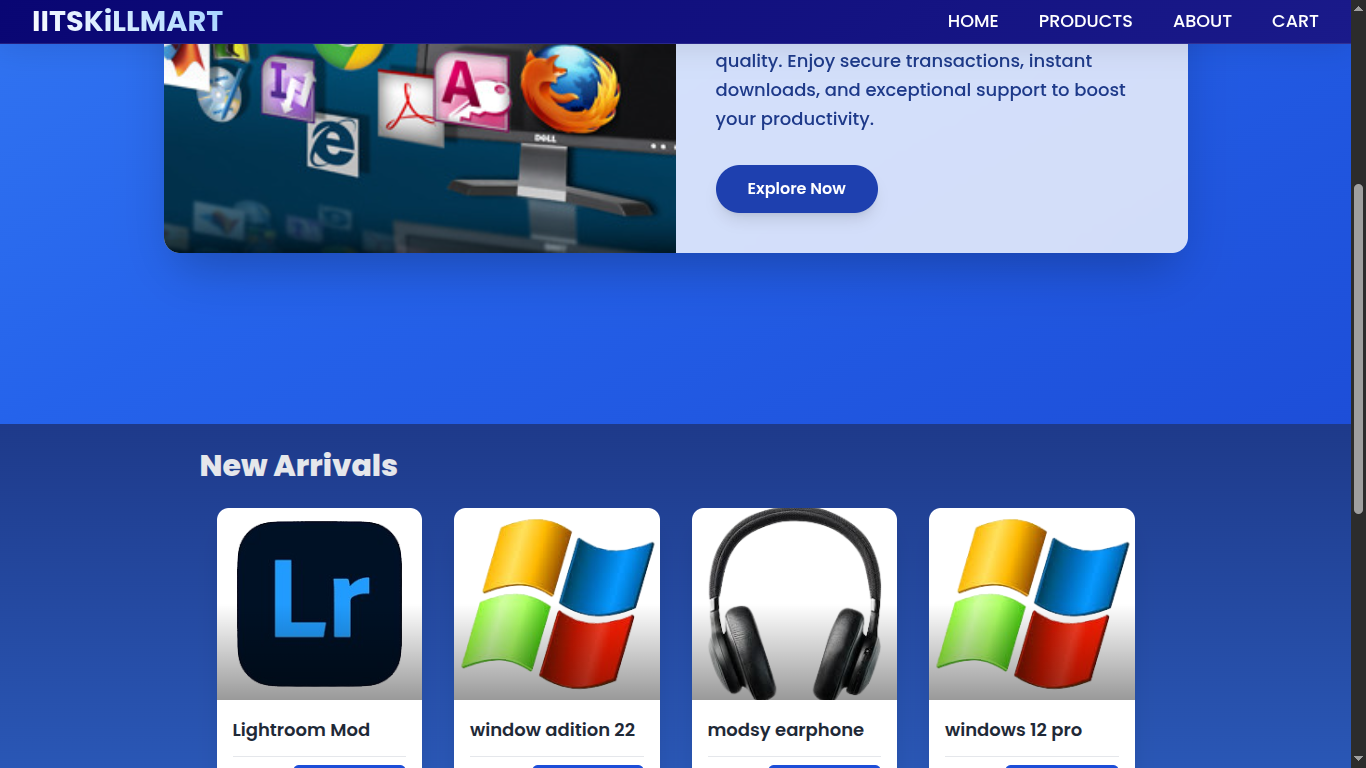 IITSKiLLMART
HOME PRODUCTS ABOUT CART
quality. Enjoy secure transactions, instant
downloads, and exceptional support to boost
your productivity.
Explore Now
DELL
New Arrivals
Lr
Lightroom Mod
window adition 22
modsy earphone
windows 12 pro